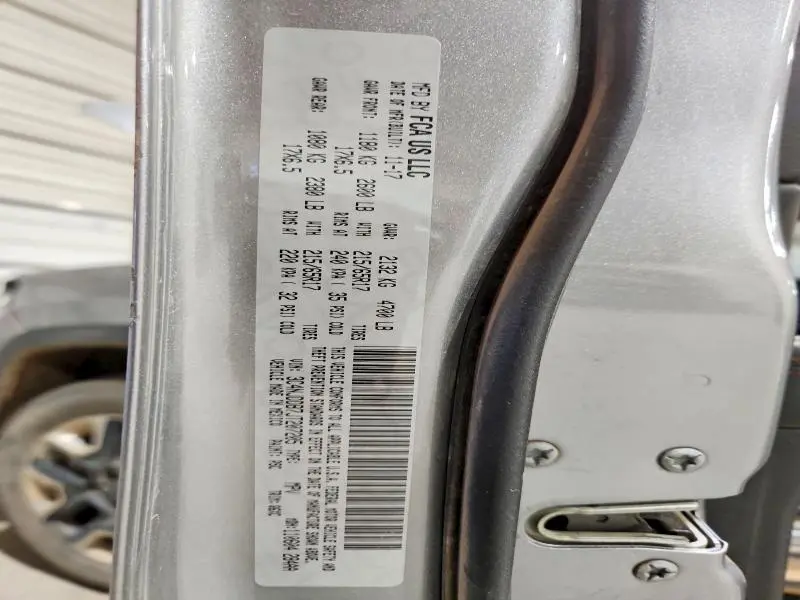 MFD BY FCA US LLC
DATE OF MFR/BUILT: 11-17 GVWR: 2132 KG 4700 LB
GAWR FRONT: 1180 KG 2600 LB WITH 215/65R17 TIRES
17X6.5 RIMS AT 240 KPA ( 35 PSI) COLD
GAWR REAR: 1080 KG 2380 LB WITH 215/65R17 TIRES
17X6.5 RIMS AT 220 KPA ( 32 PSI) COLD
THIS VEHICLE CONFORMS TO ALL APPLICABLE U.S.A. FEDERAL MOTOR VEHICLE SAFETY AND
THEFT PREVENTION STANDARDS IN EFFECT ON THE DATE OF MANUFACTURE SHOWN ABOVE.
VIN: TYPE: MPV
VEHICLE MADE IN MEXICO PAINT: PSC TRIM: